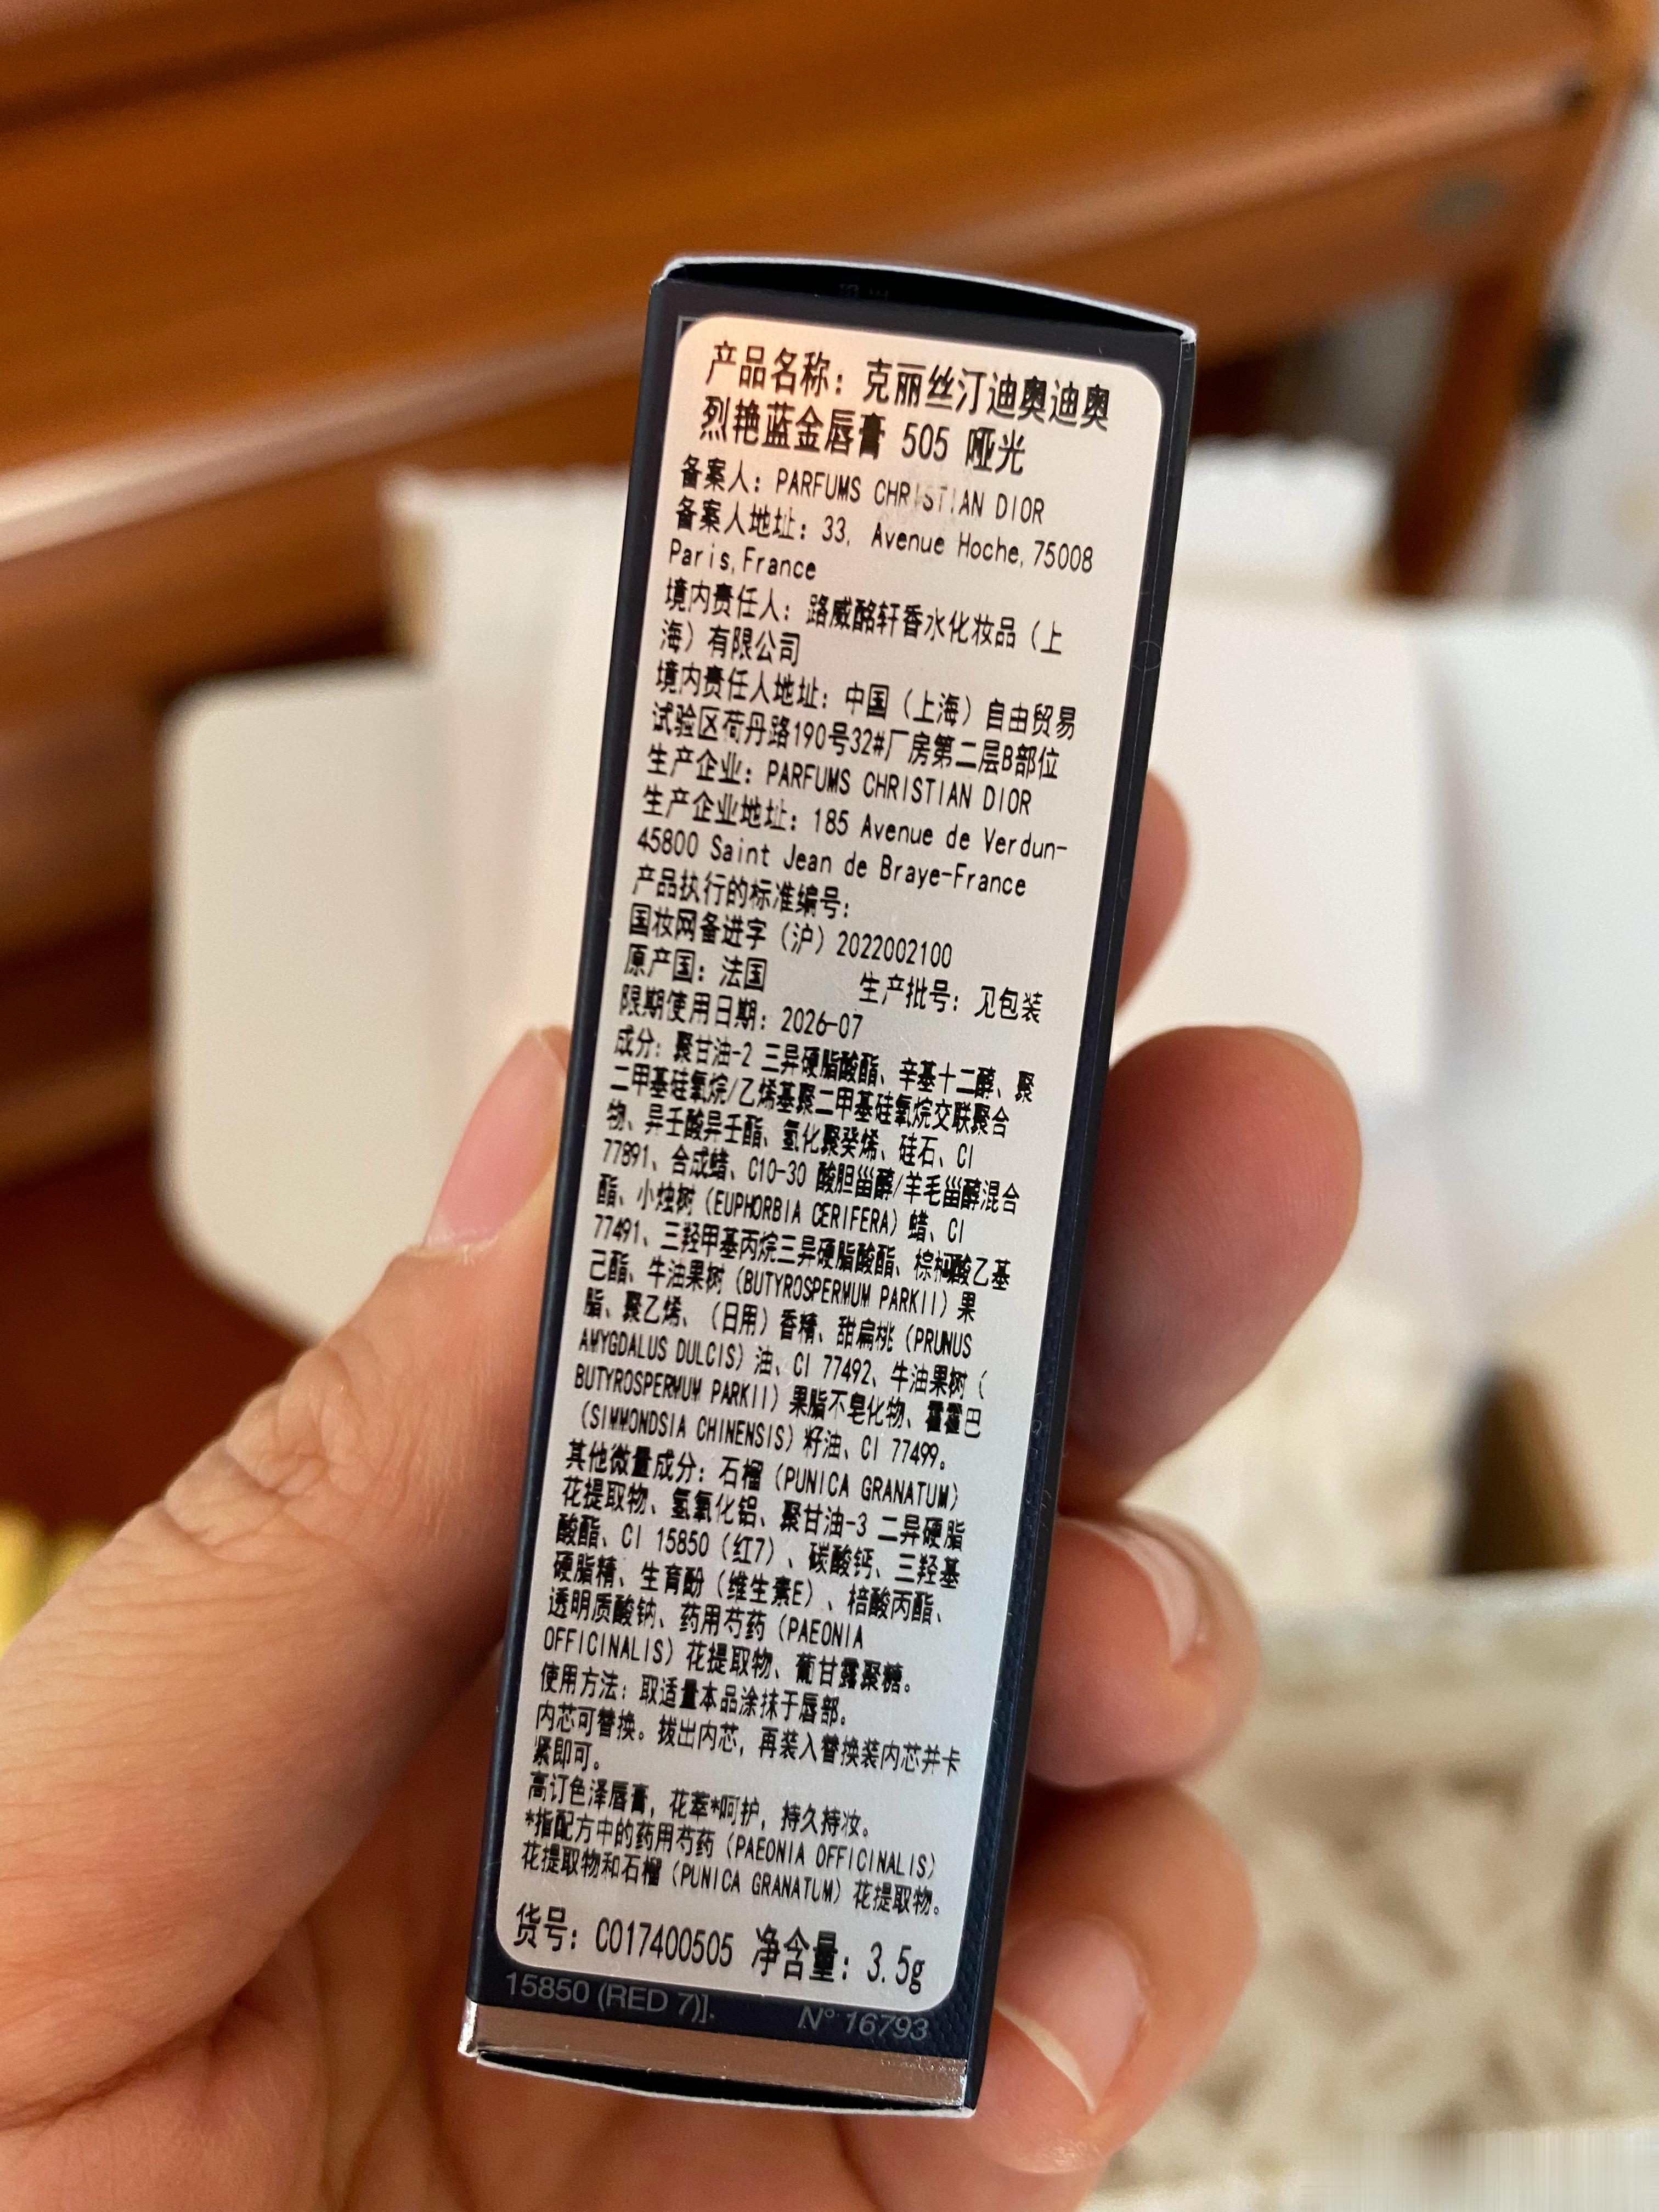 产品名称：克丽丝汀迪奥迪奥
烈艳蓝金唇膏 505 哑光
备案人：PARFUMS CHRISTIAN DIOR
备案人地址：33, Avenue Hoche,75008
Paris,France
境内责任人：路威酩轩香水化妆品（上
海）有限公司
境内责任人地址：中国（上海）自由贸易
试验区荷丹路190号32#厂房第二层B部位
生产企业：PARFUMS CHRISTIAN DIOR
生产企业地址：185 Avenue de Verdun-
45800 Saint Jean de Braye-France
产品执行的标准编号：
国妆网备进字（沪）2022002100
原产国：法国 生产批号：见包装
限期使用日期：2026-07
成分：聚甘油-2 三异硬脂酸酯、辛基十二醇、聚
二甲基硅氧烷/乙烯基聚二甲基硅氧烷交联聚合
物、异壬酸异壬酯、氢化聚癸烯、硅石、CI
77891、合成蜡、C10-30 酸胆甾醇/羊毛甾醇混合
酯、小烛树（EUPHORBIA CERIFERA）蜡、CI
77491、三羟甲基丙烷三异硬脂酸酯、棕榈酸乙基
己酯、牛油果树（BUTYROSPERMUM PARKII）果
脂、聚乙烯、（日用）香精、甜扁桃（PRUNUS
AMYGDALUS DULCIS）油、CI 77492、牛油果树（
BUTYROSPERMUM PARKII）果脂不皂化物、霍霍巴
（SIMMONDSIA CHINENSIS）籽油、CI 77499。
其他微量成分：石榴（PUNICA GRANATUM）
花提取物、氢氧化铝、聚甘油-3 二异硬脂
酸酯、CI 15850（红7）、碳酸钙、三羟基
硬脂精、生育酚（维生素E）、棓酸丙酯、
透明质酸钠、药用芍药（PAEONIA
OFFICINALIS）花提取物、葡甘露聚糖。
使用方法：取适量本品涂抹于唇部。
内芯可替换。拔出内芯，再装入替换装内芯并卡
紧即可。
高订色泽唇膏，花萃*呵护，持久持妆。
*指配方中的药用芍药（PAEONIA OFFICINALIS）
花提取物和石榴（PUNICA GRANATUM）花提取物。
货号：C017400505 净含量：3.5g
15850 (RED 7)]. N° 16793